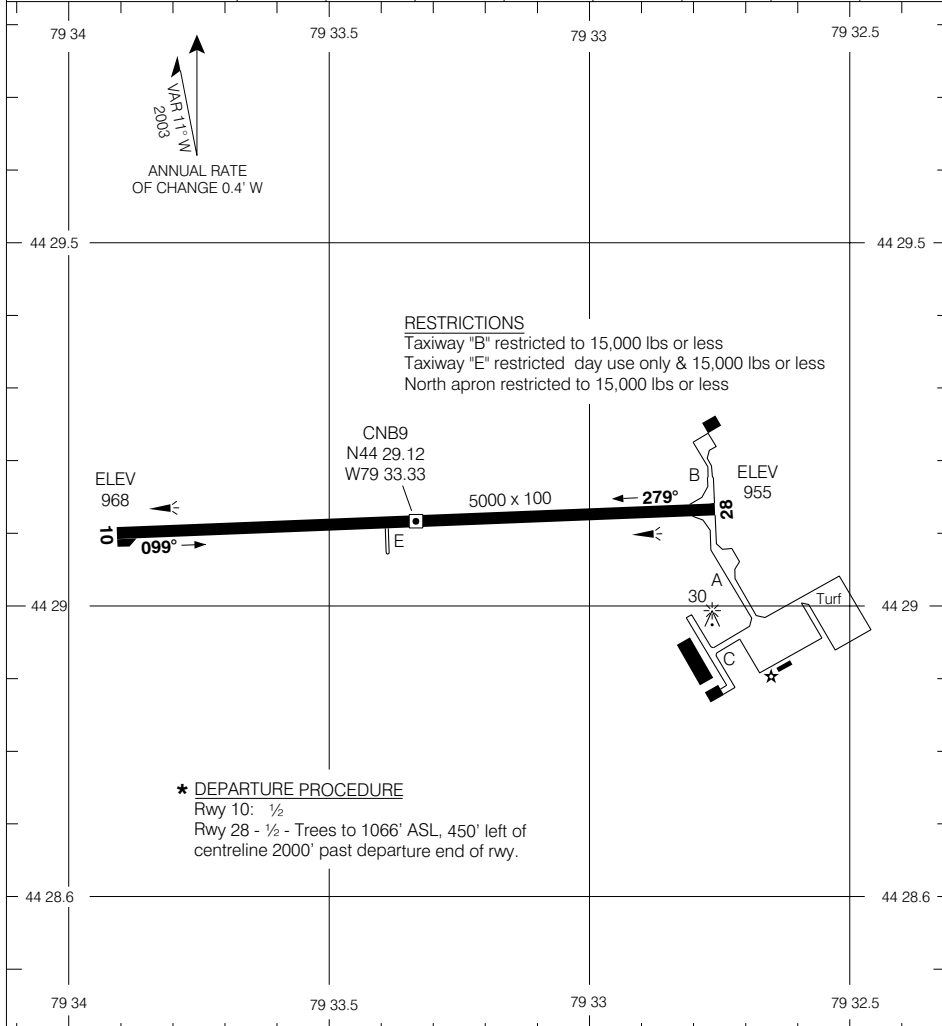 79 34
79 33.5
79 33
79 32.5
VAR 11° W
2003
ANNUAL RATE
OF CHANGE 0.4' W
44 29.5
44 29.5
RESTRICTIONS
Taxiway "B" restricted to 15,000 lbs or less
Taxiway "E" restricted day use only & 15,000 lbs or less
North apron restricted to 15,000 lbs or less
CNB9
N44 29.12
W79 33.33
ELEV
968
B
ELEV
955
5000 x 100
279°
28
10
099°
E
A
30
44 29
44 29
Turf
C
* DEPARTURE PROCEDURE
Rwy 10: ½
Rwy 28 - ½ - Trees to 1066' ASL, 450' left of
centreline 2000' past departure end of rwy.
44 28.6
44 28.6
79 34
79 33.5
79 33
79 32.5